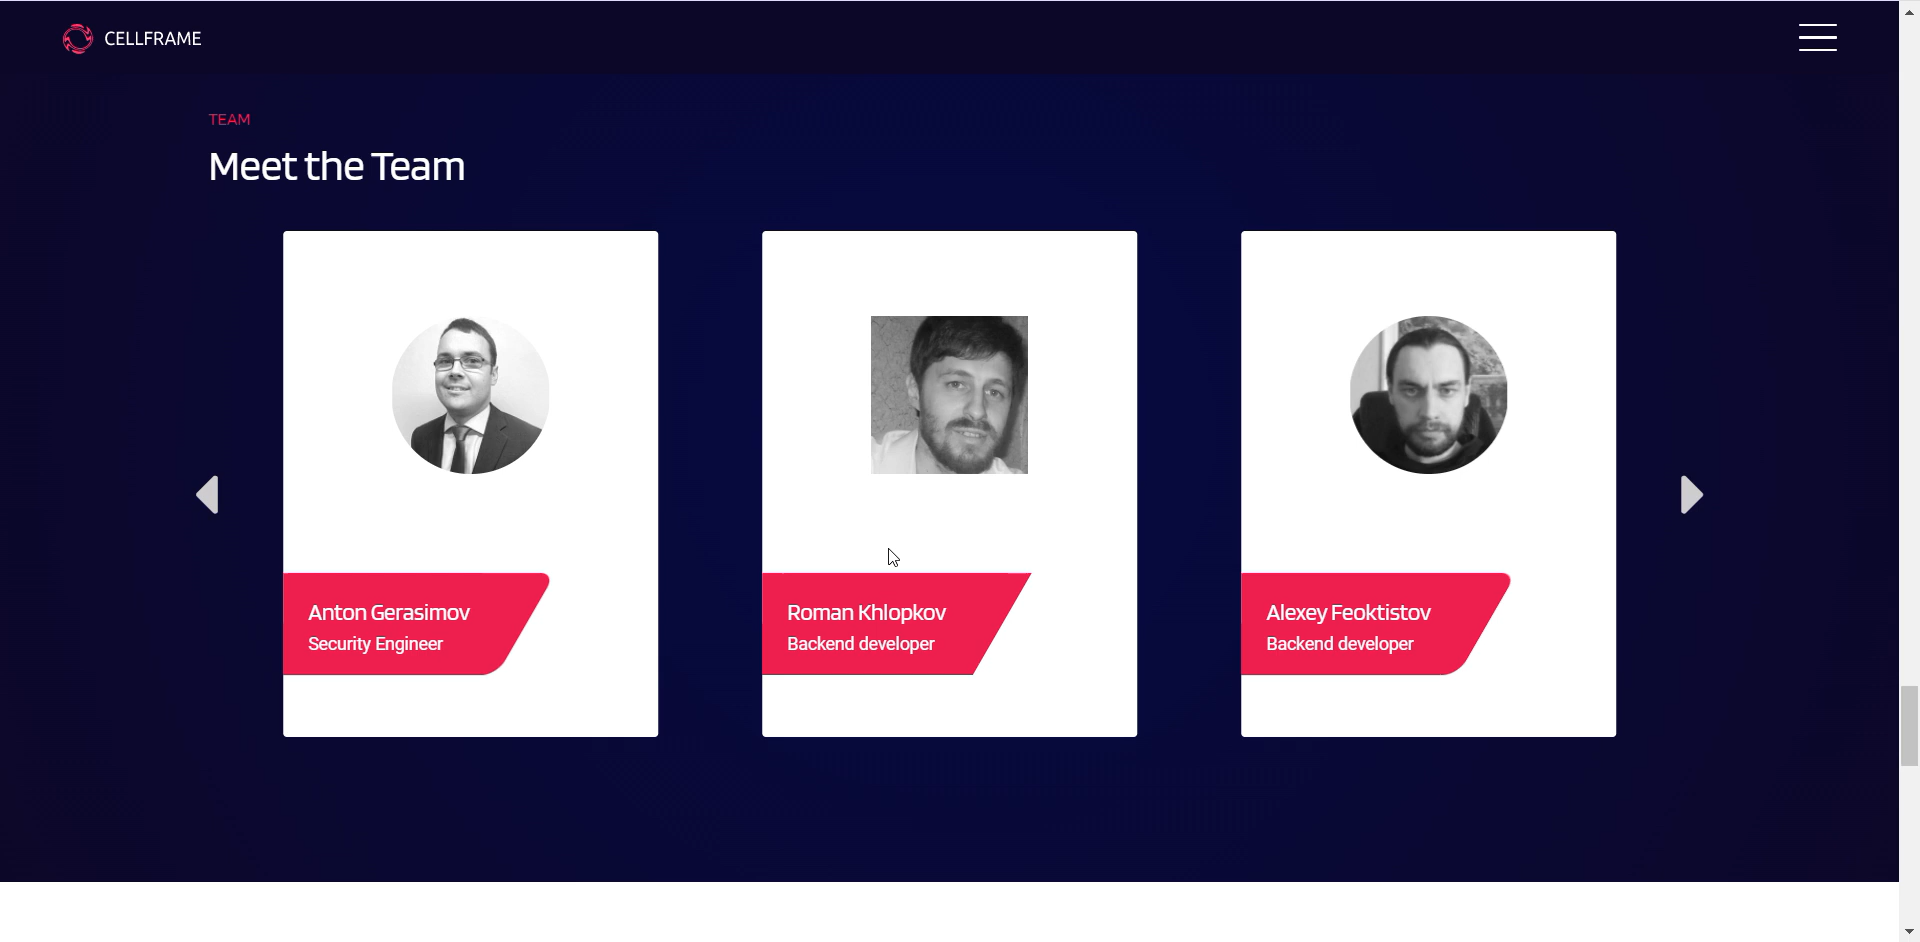 CELLFRAME
TEAM
Meet the Team
Anton Gerasimov
Security Engineer
Roman Khlopkov
Backend developer
Alexey Feoktistov
Backend developer